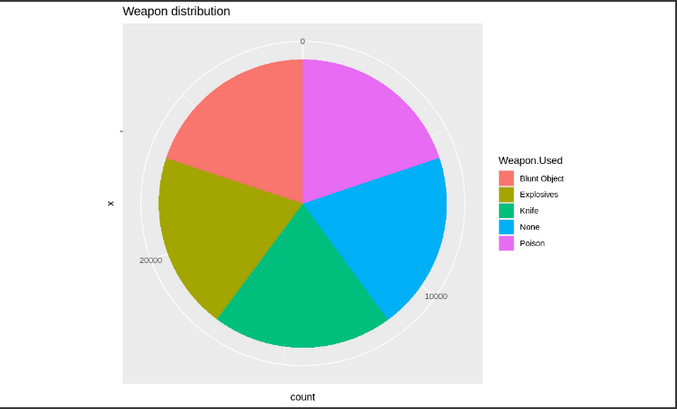 Weapon distribution
0
x
20000
10000
count
Weapon.Used
Blunt Object
Explosives
Knife
None
Poison